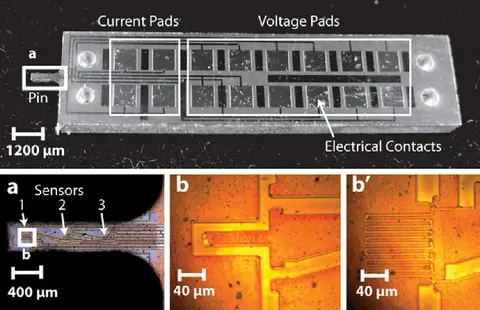 Current Pads Voltage Pads
a
Pin
1200 μm
Electrical Contacts
a Sensors
1 2 3
b
400 μm
b
40 μm
b′
40 μm